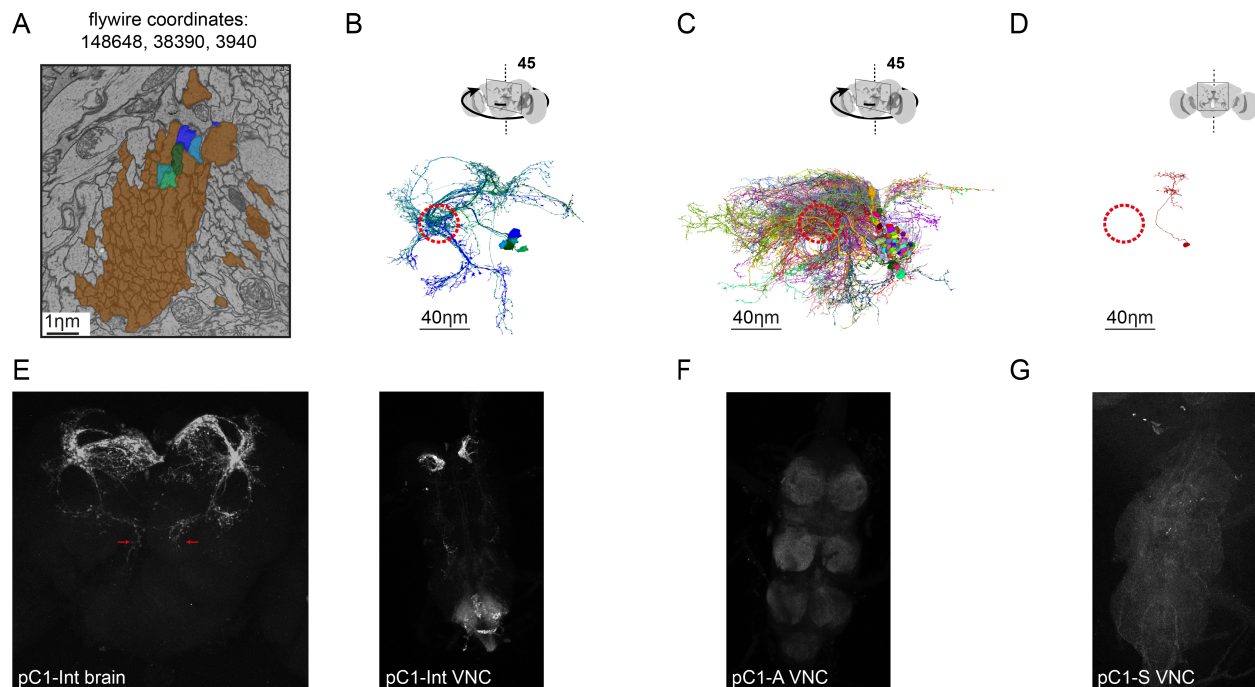 A
flywire coordinates:
148648, 38390, 3940
1ηm
B
45
40ηm
C
45
40ηm
D
40ηm
E
pC1-Int brain
pC1-Int VNC
F
pC1-A VNC
G
pC1-S VNC